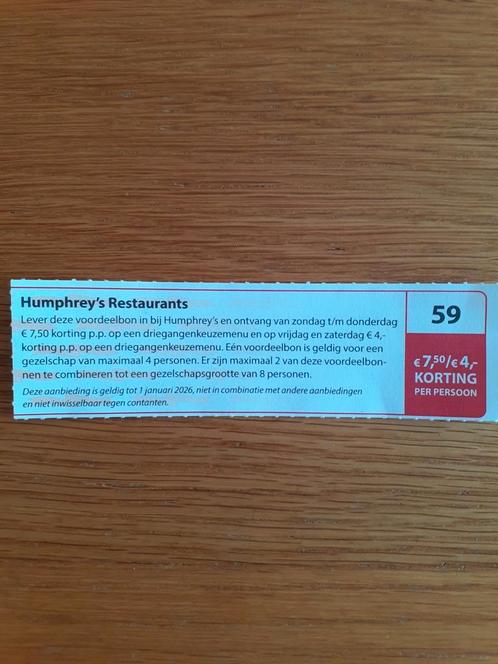 Humphrey's Restaurants
Lever deze voordeelbon in bij Humphrey's en ontvang van zondag t/m donderdag
€ 7,50 korting p.p. op een driegangenkeuzemenu en op vrijdag en zaterdag € 4,-
korting p.p. op een driegangenkeuzemenu. Eén voordeelbon is geldig voor een
gezelschap van maximaal 4 personen. Er zijn maximaal 2 van deze voordeelbon-
nen te combineren tot een gezelschapsgrootte van 8 personen.
Deze aanbieding is geldig tot 1 januari 2026, niet in combinatie met andere aanbiedingen
en niet inwisselbaar tegen contanten.
59
€ 7,50/€ 4,-
KORTING
PER PERSOON